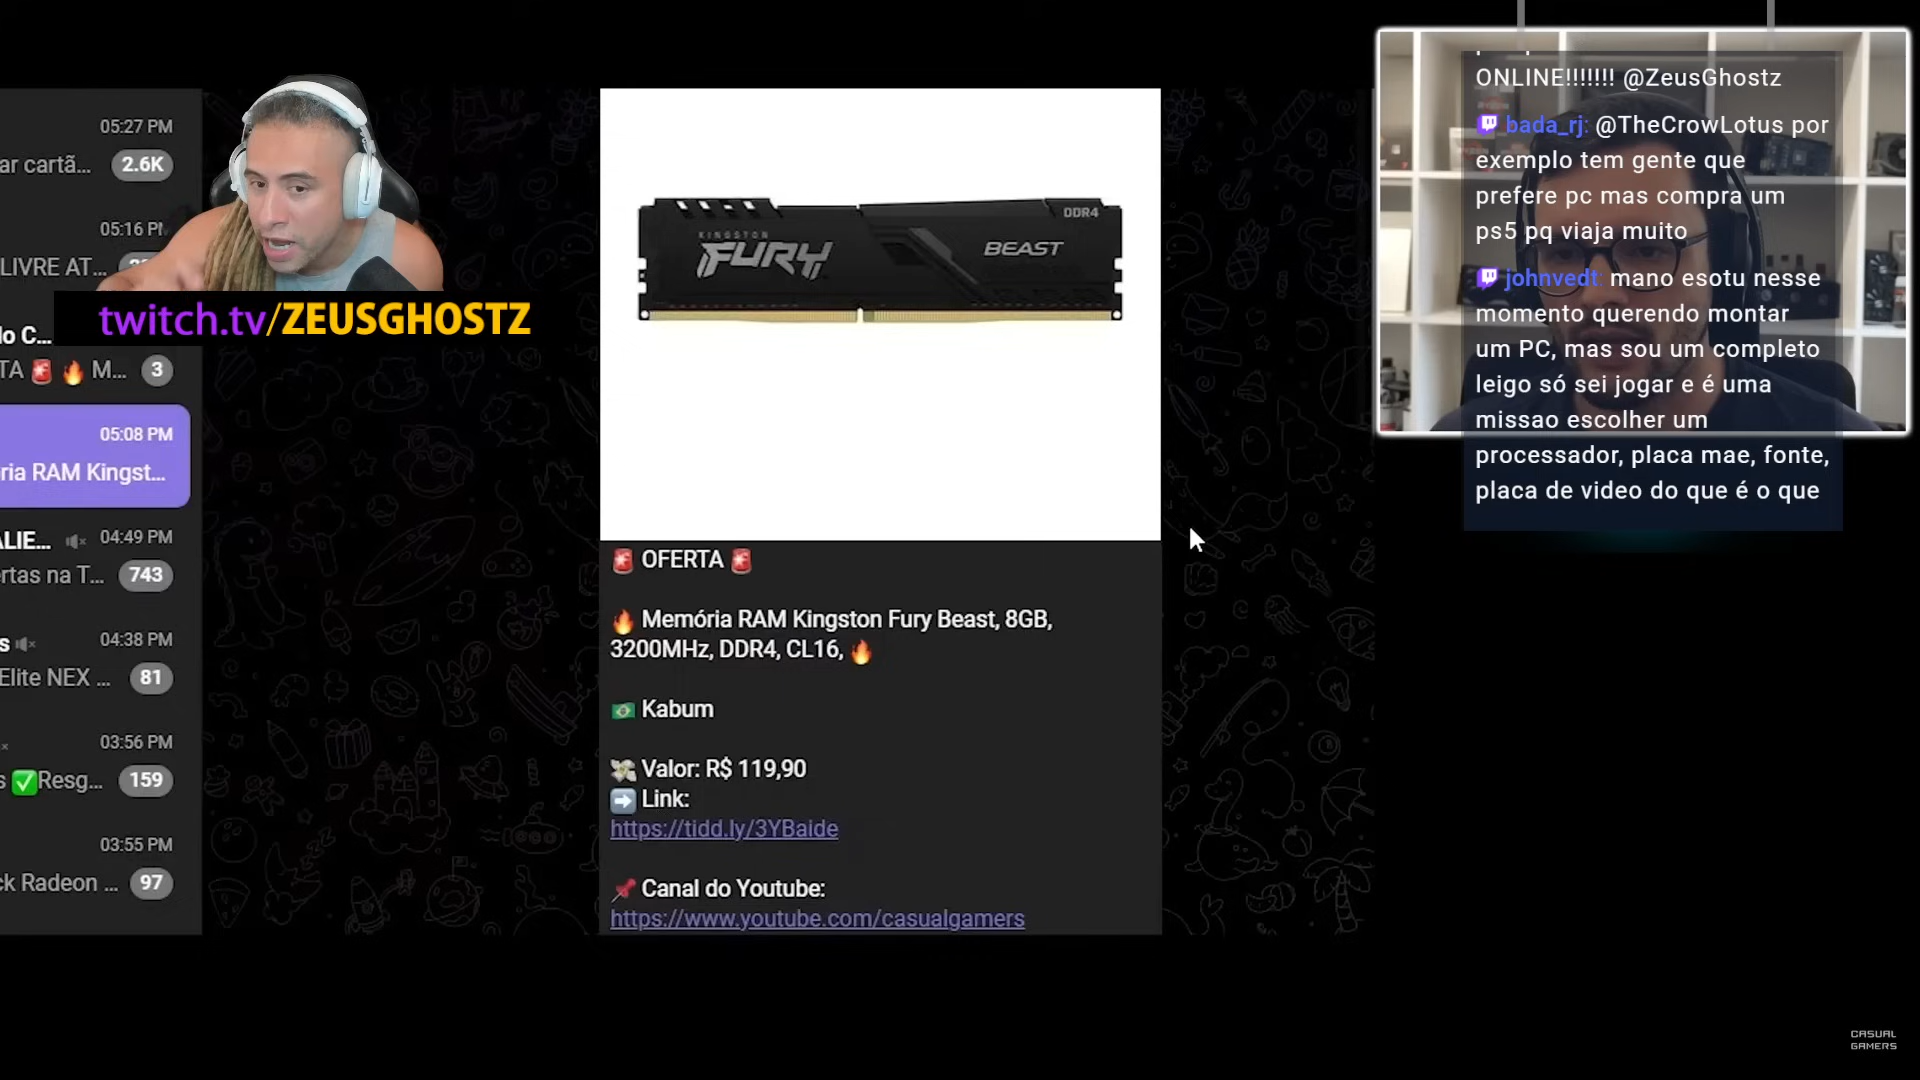 05:27 PM
ar cartã... 2.6K
05:16
LIVRE AT...
do C...
TA 🚨 🔥 M... 3
05:08 PM
ria RAM Kingst...
ALIE... 04:49 PM
rtas na T... 743
s 04:38 PM
Elite NEX ... 81
03:56 PM
s ✅Resg... 159
03:55 PM
ck Radeon ... 97
twitch.tv/ZEUSGHOSTZ
KINGSTON
FURY
BEAST
DDR4
🚨 OFERTA 🚨
🔥 Memória RAM Kingston Fury Beast, 8GB,
3200MHz, DDR4, CL16, 🔥
🇧🇷 Kabum
💸 Valor: R$ 119,90
➡️ Link:
https://tidd.ly/3YBaide
📌 Canal do Youtube:
https://www.youtube.com/casualgamers
ONLINE!!!!!!! @ZeusGhostz
bada_rj: @TheCrowLotus por
exemplo tem gente que
prefere pc mas compra um
ps5 pq viaja muito
johnvedt: mano esotu nesse
momento querendo montar
um PC, mas sou um completo
leigo só sei jogar e é uma
missao escolher um
processador, placa mae, fonte,
placa de video do que é o que
CASUAL
GAMERS